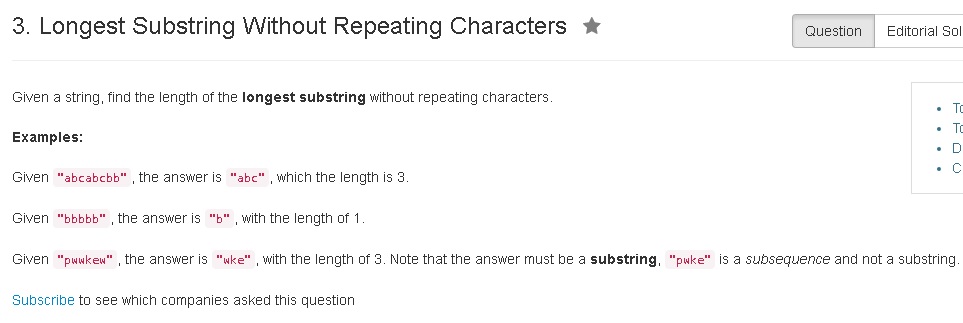 3. Longest Substring Without Repeating Characters
Question Editorial
Given a string, find the length of the longest substring without repeating characters.
Examples:
Given "abcabcbb", the answer is "abc", which the length is 3.
Given "bbbbb", the answer is "b", with the length of 1.
Given "pwwkew", the answer is "wke", with the length of 3. Note that the answer must be a substring, "pwke" is a subsequence and not a substring.
Subscribe to see which companies asked this question